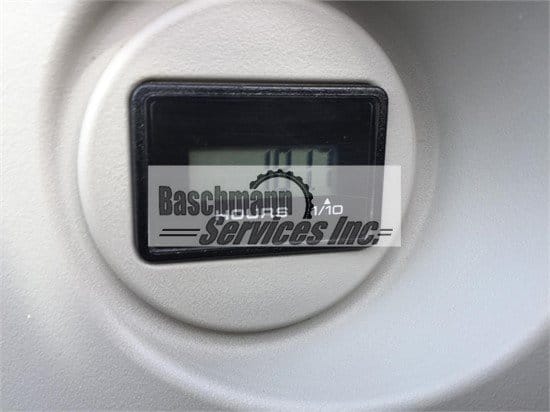 Baschmann
HOURS 1/10
Services Inc.